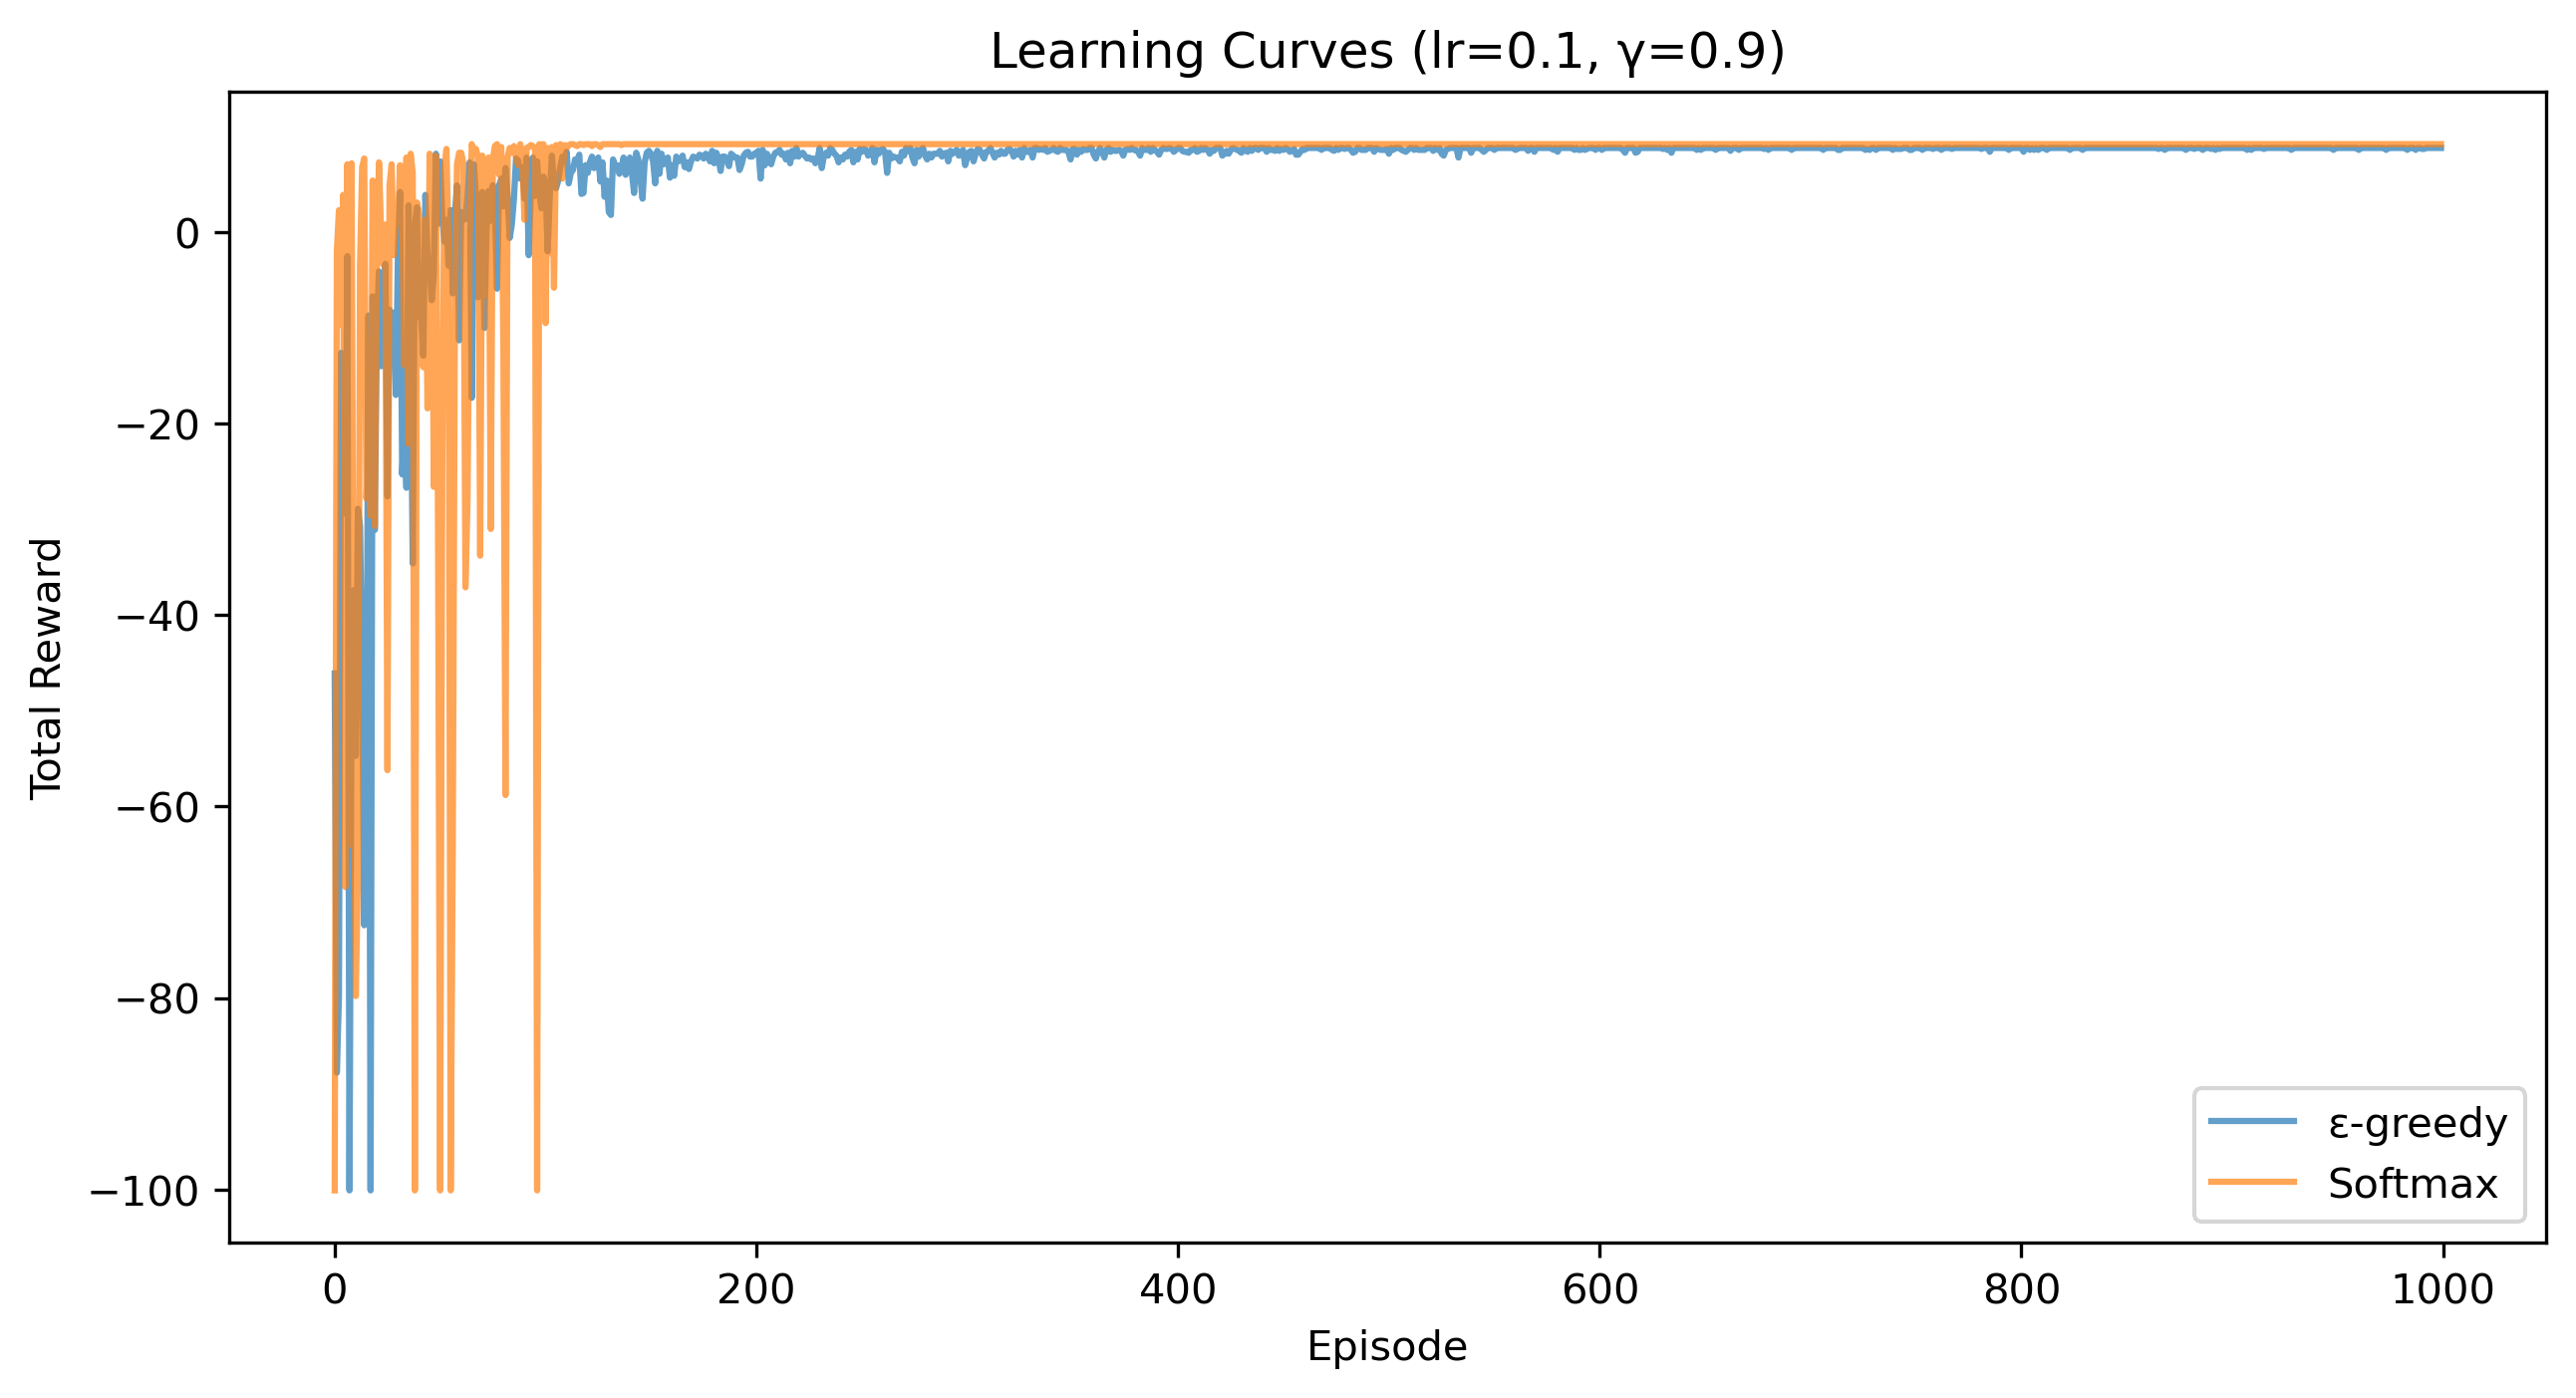 Learning Curves (lr=0.1, γ=0.9)
Total Reward
0
−20
−40
−60
−80
−100
0
200
400
600
800
1000
Episode
ε-greedy
Softmax